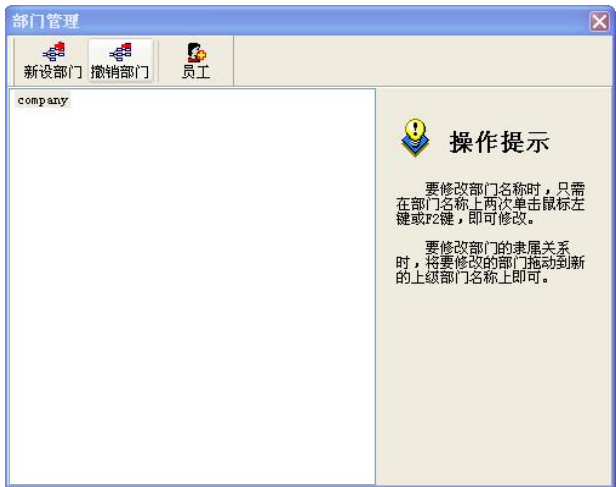 部门管理
新设部门 撤销部门 员工
company
操作提示
要修改部门名称时，只需
在部门名称上两次单击鼠标左
键或F2键，即可修改。
要修改部门的隶属关系
时，将要修改的部门拖动到新
的上级部门名称上即可。